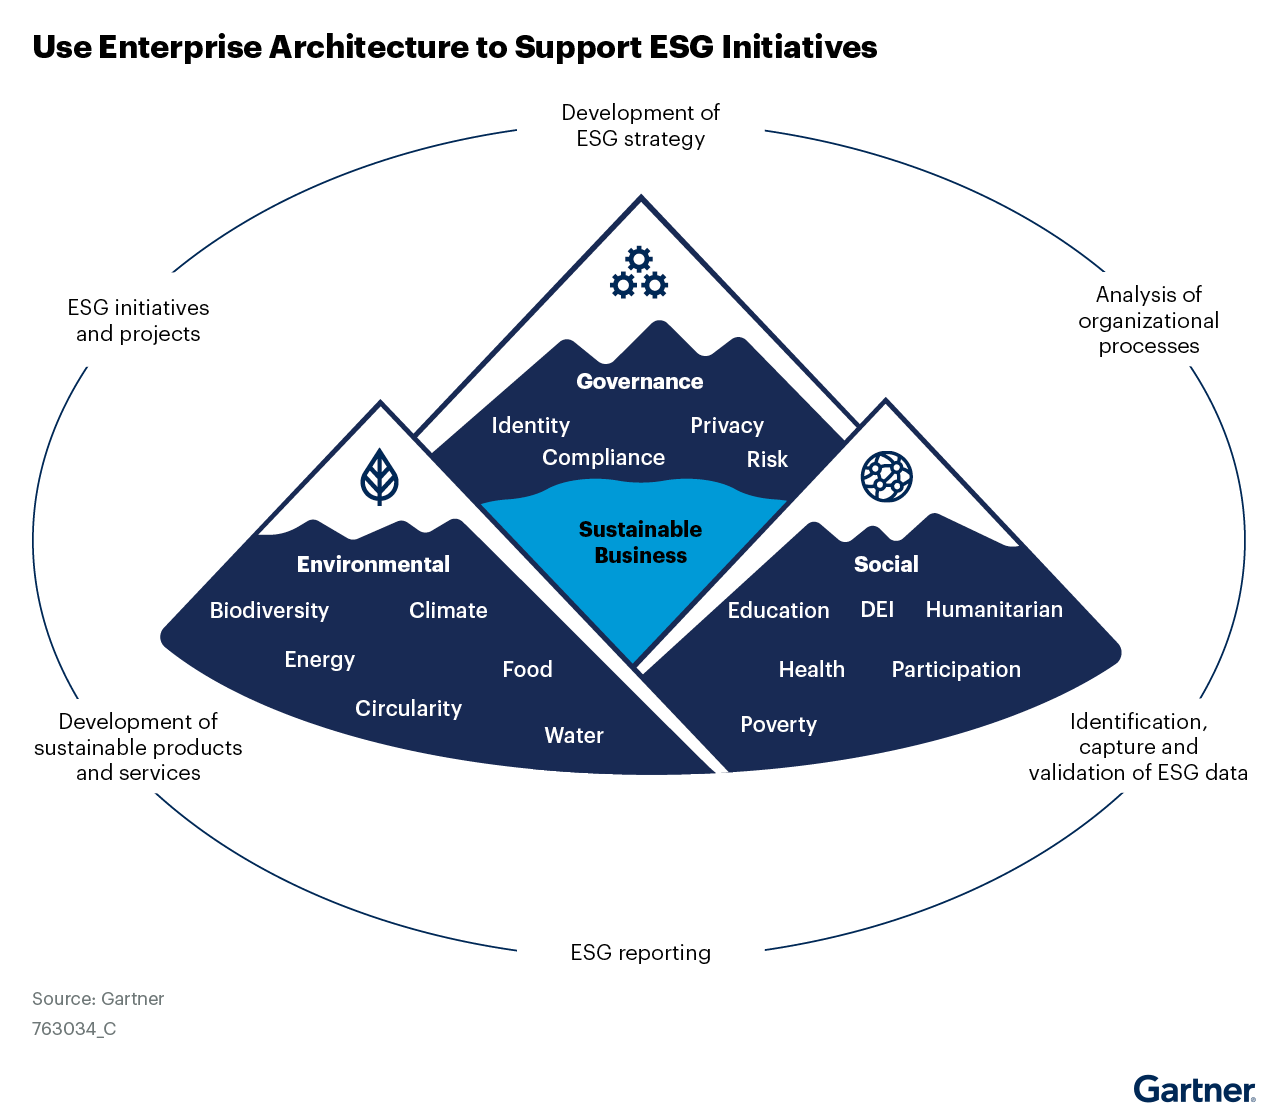 Use Enterprise Architecture to Support ESG Initiatives
Development of
ESG strategy
ESG initiatives
and projects
Analysis of
organizational
processes
Governance
Identity
Privacy
Compliance
Risk
Sustainable
Business
Environmental
Biodiversity
Climate
Energy
Food
Circularity
Water
Social
Education
DEI
Humanitarian
Health
Participation
Poverty
Development of
sustainable products
and services
Identification,
capture and
validation of ESG data
ESG reporting
Source: Gartner
763034_C
Gartner®